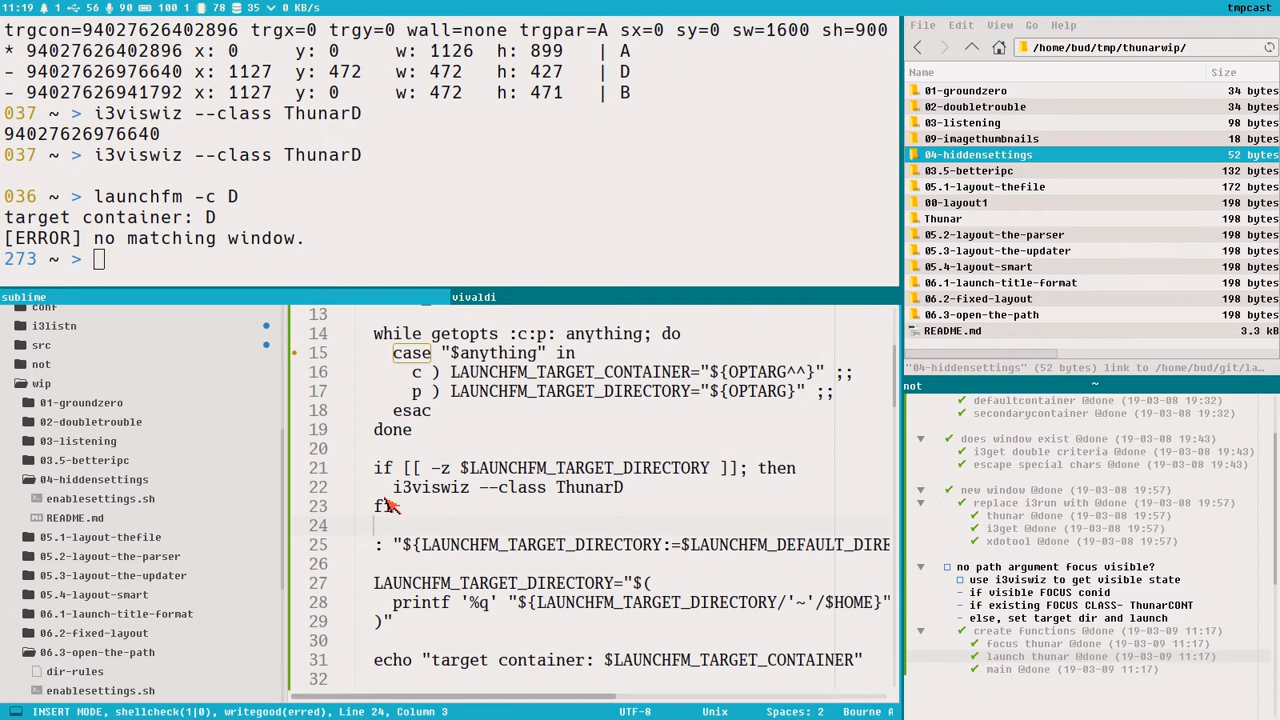 11:19 1 56 90 100 1 78 35 0 KB/s
tmpcast
trgcon=94027626402896 trgx=0 trgy=0 wall=none trgpar=A sx=0 sy=0 sw=1600 sh=900
* 94027626402896 x: 0 y: 0 w: 1126 h: 899 | A
- 94027626976640 x: 1127 y: 472 w: 472 h: 427 | D
- 94027626941792 x: 1127 y: 0 w: 472 h: 471 | B
037 ~ > i3viswiz --class ThunarD
94027626976640
037 ~ > i3viswiz --class ThunarD
036 ~ > launchfm -c D
target container: D
[ERROR] no matching window.
273 ~ >
File Edit View Go Help
/home/bud/tmp/thunarwip/
Name Size
01-groundzero 34 bytes
02-doubletrouble 34 bytes
03-listening 98 bytes
09-imagethumbnails 18 bytes
04-hiddensettings 52 bytes
03.5-betteripc 132 bytes
05.1-layout-thefile 172 bytes
00-layout1 198 bytes
Thunar 198 bytes
05.2-layout-the-parser 198 bytes
05.3-layout-the-updater 198 bytes
05.4-layout-smart 198 bytes
06.1-launch-title-format 198 bytes
06.2-fixed-layout 198 bytes
06.3-open-the-path 198 bytes
README.md 3.3 kB
"04-hiddensettings" (52 bytes) link to /home/bud/git/la…
sublime
vivaldi
conf
i3listn
src
not
wip
01-groundzero
02-doubletrouble
03-listening
03.5-betteripc
04-hiddensettings
enablesettings.sh
README.md
05.1-layout-thefile
05.2-layout-the-parser
05.3-layout-the-updater
05.4-layout-smart
06.1-launch-title-format
06.2-fixed-layout
06.3-open-the-path
dir-rules
enablesettings.sh
13
14 while getopts :c:p: anything; do
15 case "$anything" in
16 c ) LAUNCHFM_TARGET_CONTAINER="${OPTARG^^}" ;;
17 p ) LAUNCHFM_TARGET_DIRECTORY="${OPTARG}" ;;
18 esac
19 done
20
21 if [[ -z $LAUNCHFM_TARGET_DIRECTORY ]]; then
22 i3viswiz --class ThunarD
23 fi
24
25 : "${LAUNCHFM_TARGET_DIRECTORY:=$LAUNCHFM_DEFAULT_DIRE
26
27 LAUNCHFM_TARGET_DIRECTORY="$(
28 printf '%q' "${LAUNCHFM_TARGET_DIRECTORY/'~'/$HOME}"
29 )"
30
31 echo "target container: $LAUNCHFM_TARGET_CONTAINER"
32
not ~
defaultcontainer @done (19-03-08 19:32)
secondarycontainer @done (19-03-08 19:32)
does window exist @done (19-03-08 19:43)
i3get double criteria @done (19-03-08 19:43)
escape special chars @done (19-03-08 19:43)
new window @done (19-03-08 19:57)
replace i3run with @done (19-03-08 19:57)
thunar @done (19-03-08 19:57)
i3get @done (19-03-08 19:57)
xdotool @done (19-03-08 19:57)
no path argument focus visible?
use i3viswiz to get visible state
- if visible FOCUS conid
- if existing FOCUS CLASS- ThunarCONT
- else, set target dir and launch
create functions @done (19-03-09 11:17)
focus thunar @done (19-03-09 11:17)
launch thunar @done (19-03-09 11:17)
main @done (19-03-09 11:17)
INSERT MODE, shellcheck(1|0), writegood(erred), Line 24, Column 3 UTF-8 Unix Spaces: 2 Bourne A